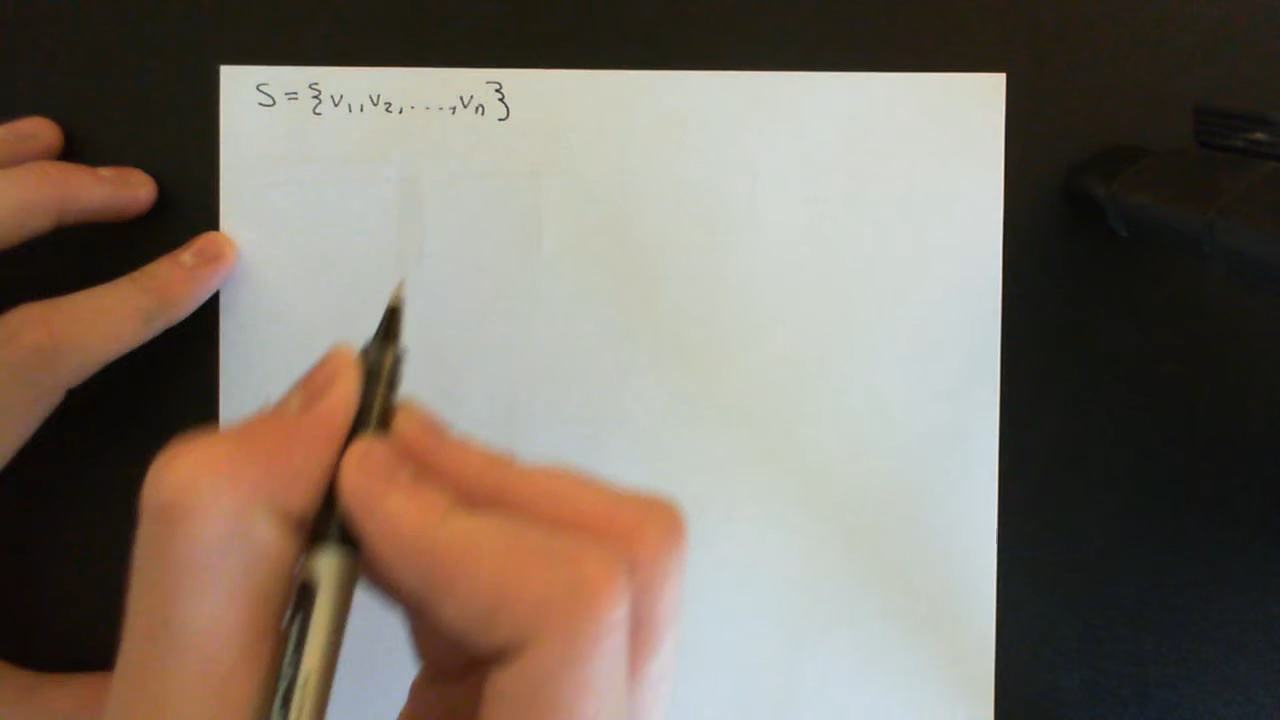 S = {v₁, v₂, ...., vₙ}